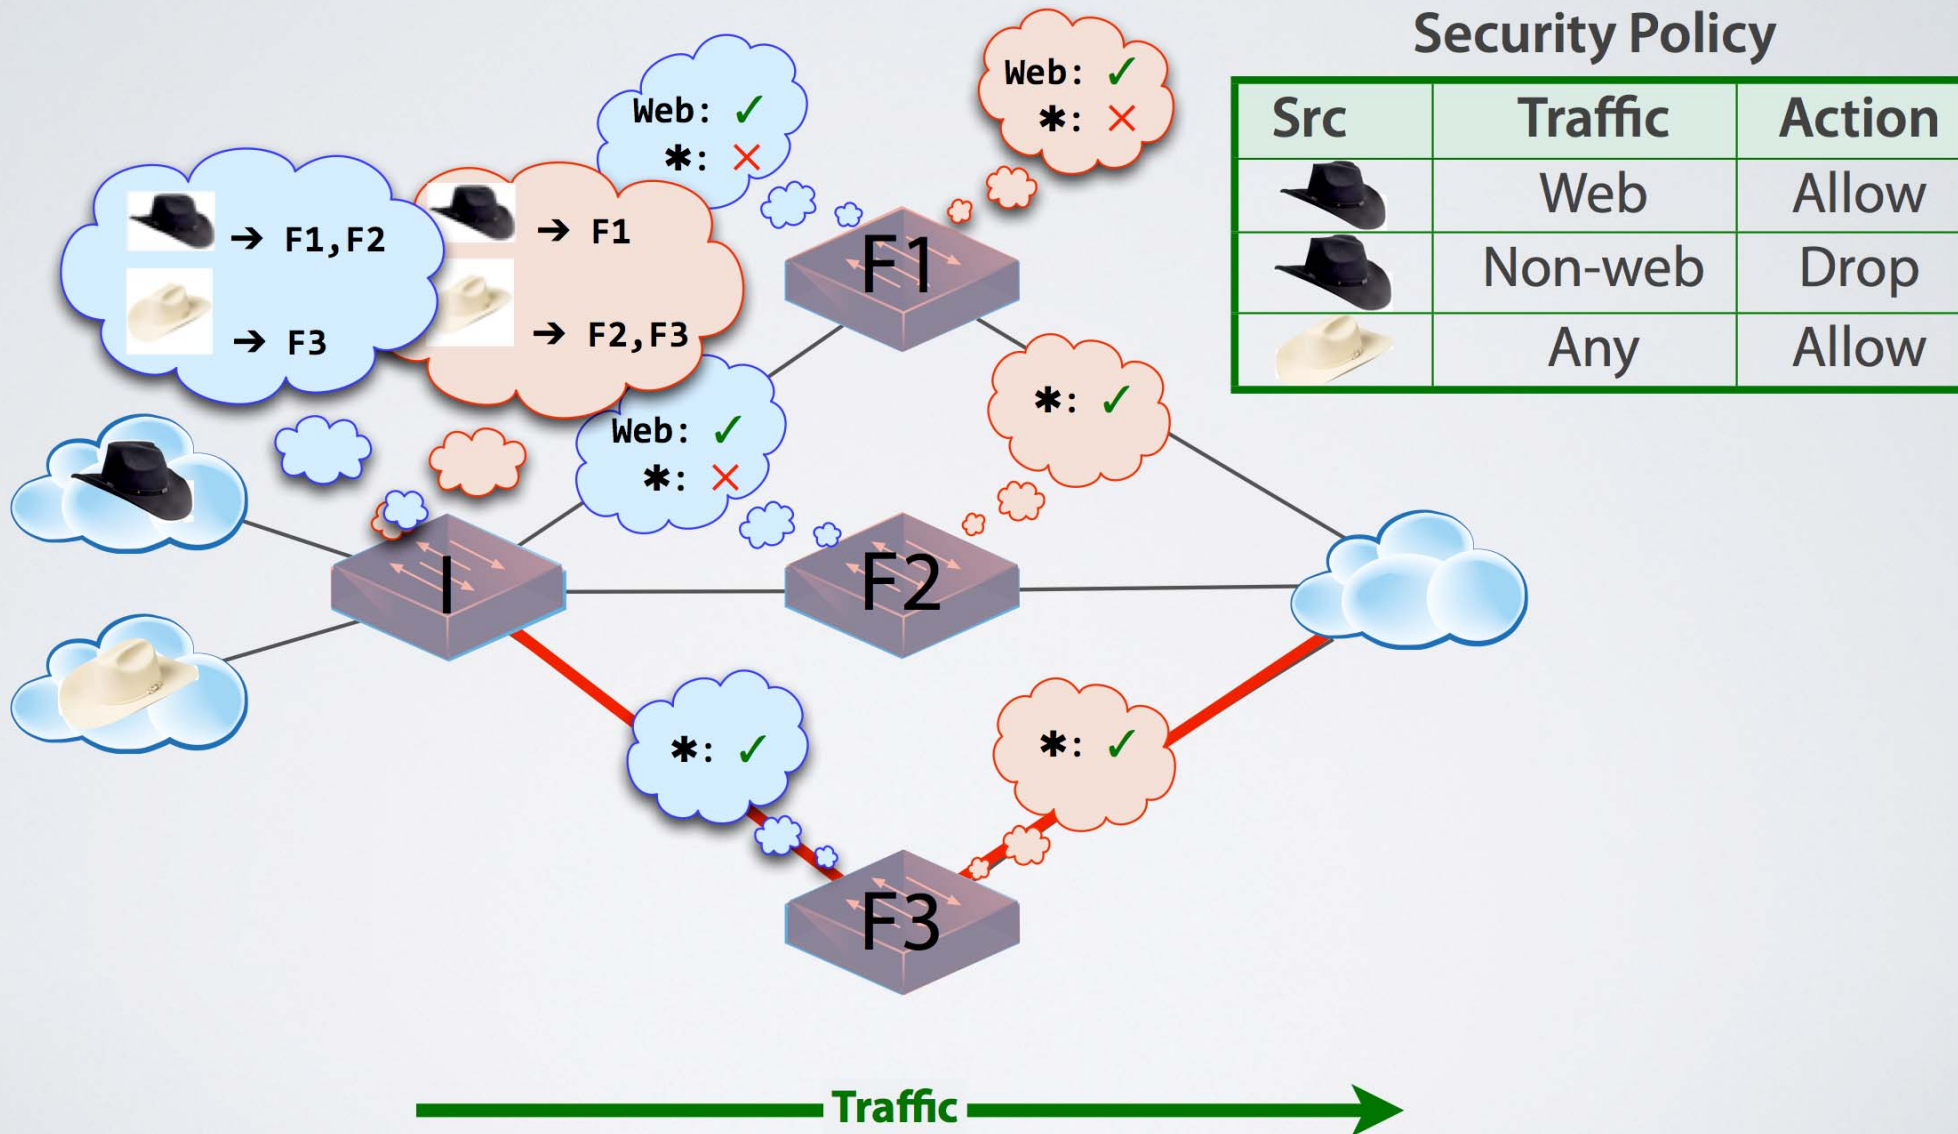 Security Policy
Src Traffic Action
Web Allow
Non-web Drop
Any Allow
Web: ✓
✱: ✕
Web: ✓
✱: ✕
➔ F1,F2
➔ F3
➔ F1
➔ F2,F3
F1
✱: ✓
Web: ✓
✱: ✕
I
F2
✱: ✓
✱: ✓
F3
Traffic